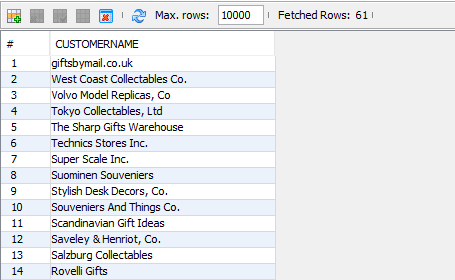 Max. rows: 10000 Fetched Rows: 61
# CUSTOMERNAME
1 giftsbymail.co.uk
2 West Coast Collectables Co.
3 Volvo Model Replicas, Co
4 Tokyo Collectables, Ltd
5 The Sharp Gifts Warehouse
6 Technics Stores Inc.
7 Super Scale Inc.
8 Suominen Souveniers
9 Stylish Desk Decors, Co.
10 Souveniers And Things Co.
11 Scandinavian Gift Ideas
12 Saveley & Henriot, Co.
13 Salzburg Collectables
14 Rovelli Gifts